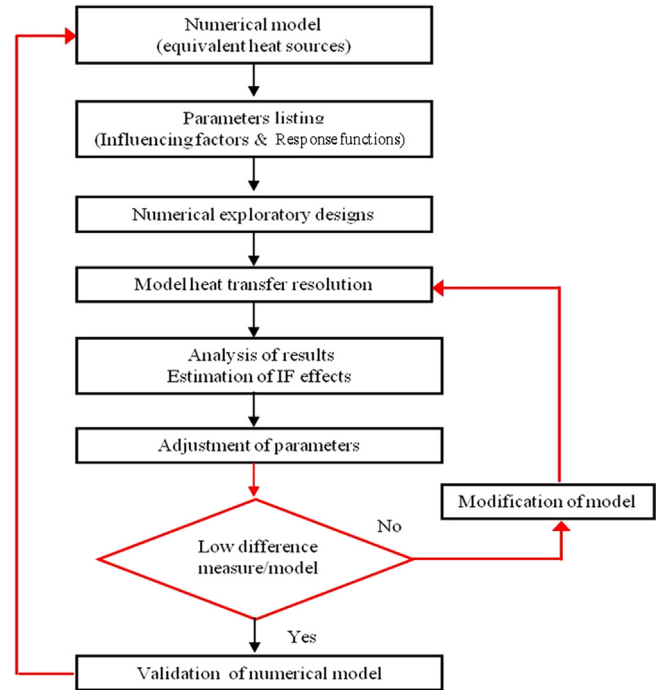 Numerical model
(equivalent heat sources)
Parameters listing
(Influencing factors & Response functions)
Numerical exploratory designs
Model heat transfer resolution
Analysis of results
Estimation of IF effects
Adjustment of parameters
Modification of model
No
Low difference
measure/model
Yes
Validation of numerical model